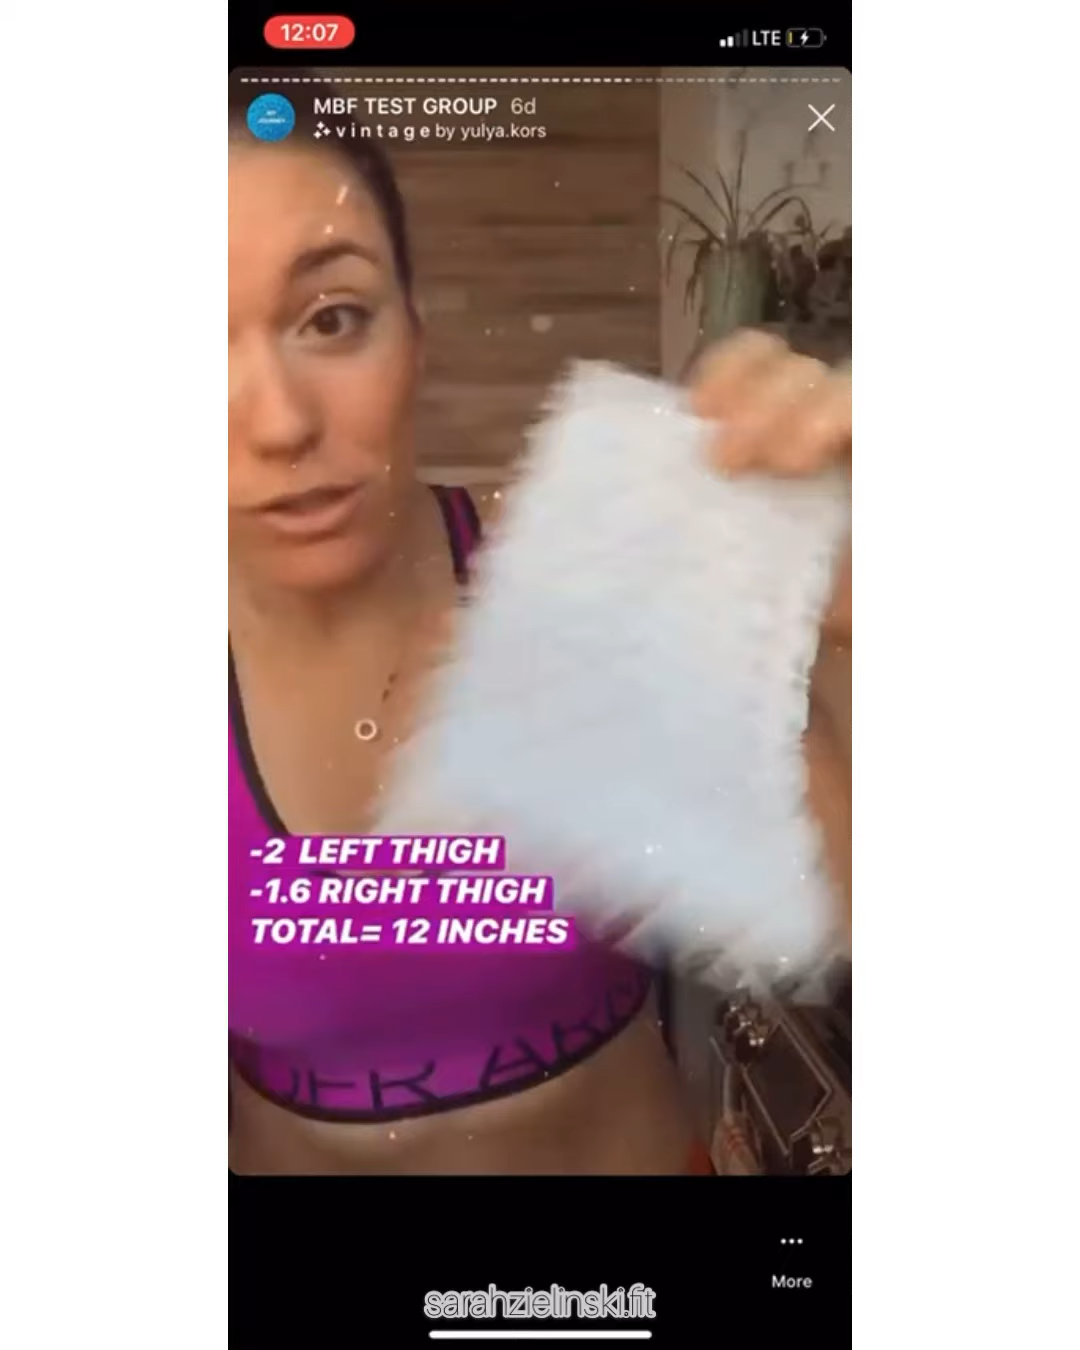 12:07
LTE
MBF TEST GROUP 6d
vintage by yulya.kors
-2 LEFT THIGH
-1.6 RIGHT THIGH
TOTAL= 12 INCHES
More
sarahzielinski.fit